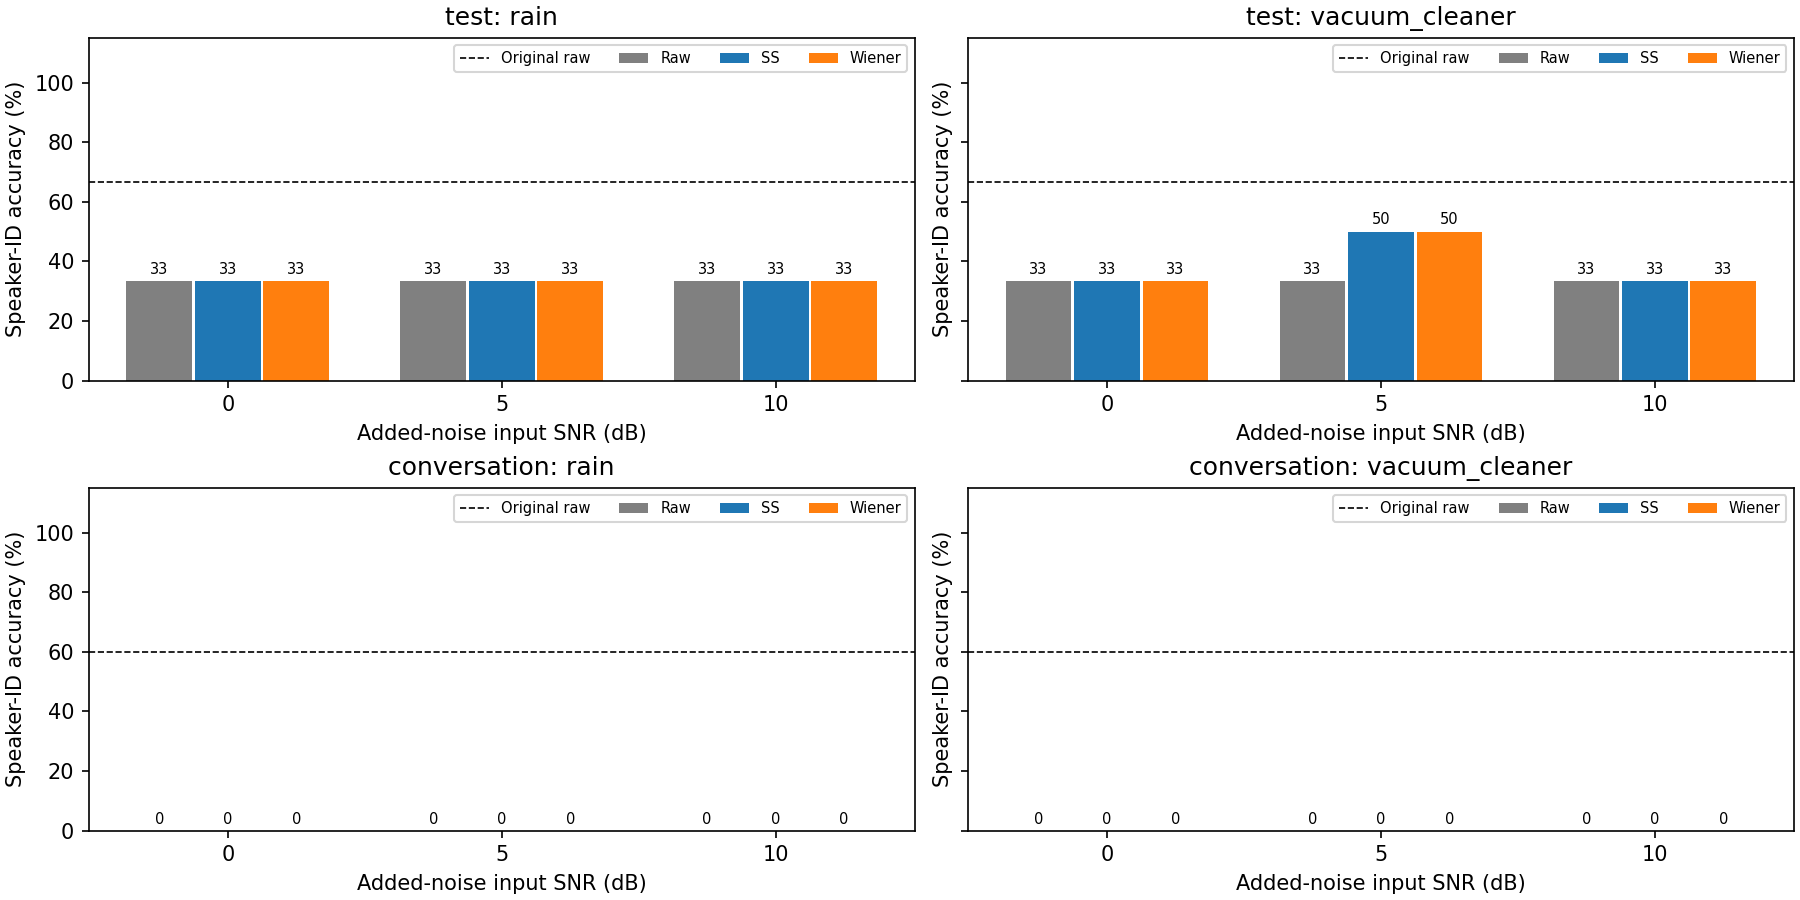 test: rain
Original raw Raw SS Wiener
Speaker-ID accuracy (%)
100
80
60
40
20
0
33 33 33 33 33 33 33 33 33
0 5 10
Added-noise input SNR (dB)
test: vacuum_cleaner
Original raw Raw SS Wiener
Speaker-ID accuracy (%)
50 50
33 33 33 33 33 33 33
0 5 10
Added-noise input SNR (dB)
conversation: rain
Original raw Raw SS Wiener
Speaker-ID accuracy (%)
100
80
60
40
20
0
0 0 0 0 0 0 0 0 0
0 5 10
Added-noise input SNR (dB)
conversation: vacuum_cleaner
Original raw Raw SS Wiener
Speaker-ID accuracy (%)
0 0 0 0 0 0 0 0 0
0 5 10
Added-noise input SNR (dB)